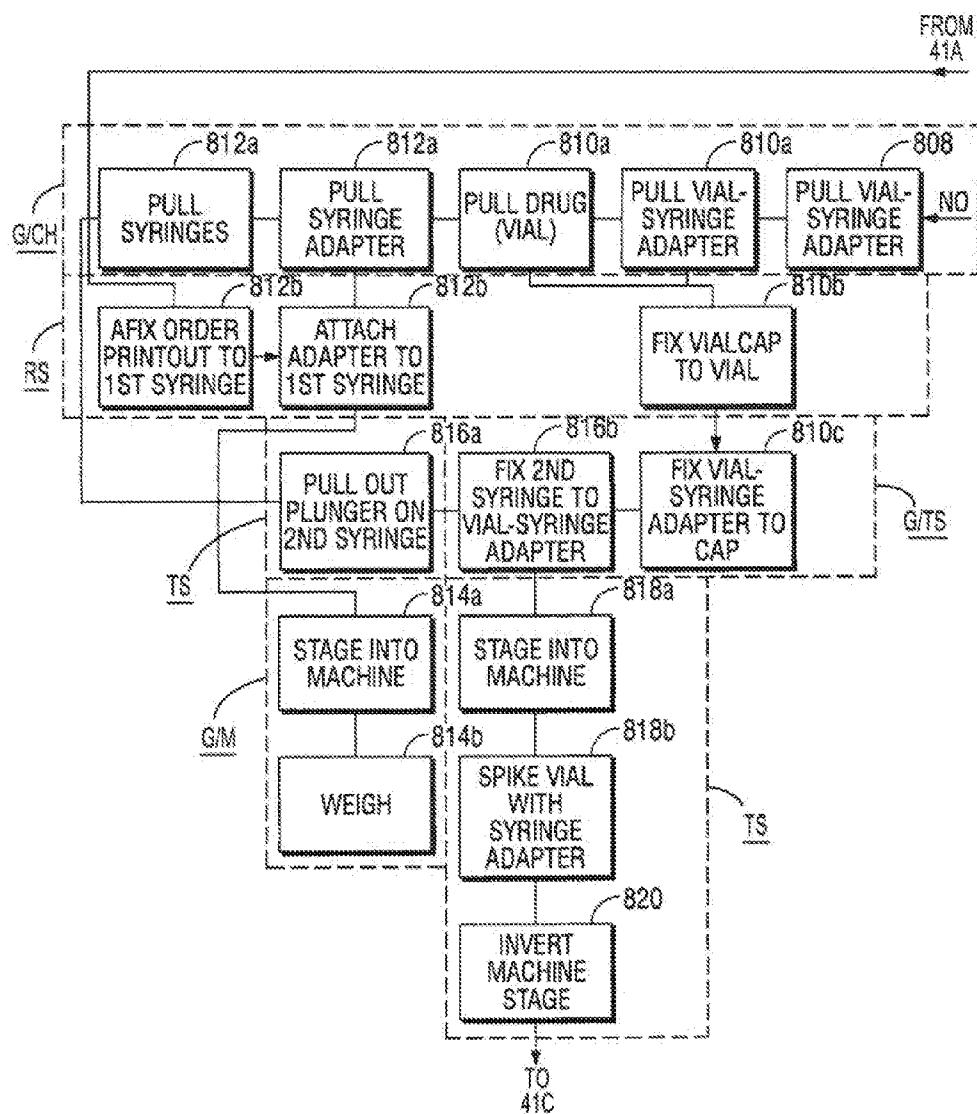 FROM
41A
812a
812a
810a
810a
808
PULL
SYRINGES
PULL
SYRINGE
ADAPTER
PULL DRUG
(VIAL)
PULL VIAL-
SYRINGE
ADAPTER
PULL VIAL-
SYRINGE
ADAPTER
NO
G/CH
812b
812b
810b
AFIX ORDER
PRINTOUT TO
1ST SYRINGE
ATTACH
ADAPTER TO
1ST SYRINGE
FIX VIALCAP
TO VIAL
RS
816a
816b
810c
PULL OUT
PLUNGER ON
2ND SYRINGE
FIX 2ND
SYRINGE TO
VIAL-SYRINGE
ADAPTER
FIX VIAL-
SYRINGE
ADAPTER TO
CAP
G/TS
TS
814a
818a
STAGE INTO
MACHINE
STAGE INTO
MACHINE
G/M
814b
818b
WEIGH
SPIKE VIAL
WITH
SYRINGE
ADAPTER
TS
820
INVERT
MACHINE
STAGE
TO
41C